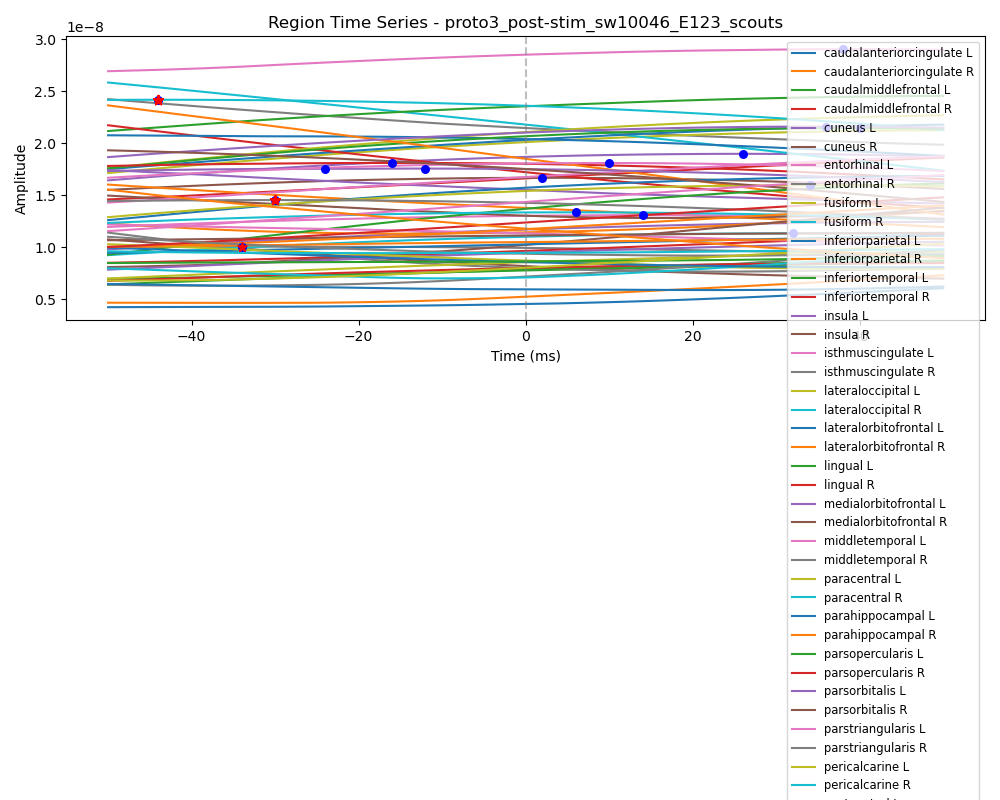 Region Time Series - proto3_post-stim_sw10046_E123_scouts
1e−8
3.0
2.5
2.0
1.5
1.0
0.5
Amplitude
−40
−20
0
20
Time (ms)
caudalanteriorcingulate L
caudalanteriorcingulate R
caudalmiddlefrontal L
caudalmiddlefrontal R
cuneus L
cuneus R
entorhinal L
entorhinal R
fusiform L
fusiform R
inferiorparietal L
inferiorparietal R
inferiortemporal L
inferiortemporal R
insula L
insula R
isthmuscingulate L
isthmuscingulate R
lateraloccipital L
lateraloccipital R
lateralorbitofrontal L
lateralorbitofrontal R
lingual L
lingual R
medialorbitofrontal L
medialorbitofrontal R
middletemporal L
middletemporal R
paracentral L
paracentral R
parahippocampal L
parahippocampal R
parsopercularis L
parsopercularis R
parsorbitalis L
parsorbitalis R
parstriangularis L
parstriangularis R
pericalcarine L
pericalcarine R